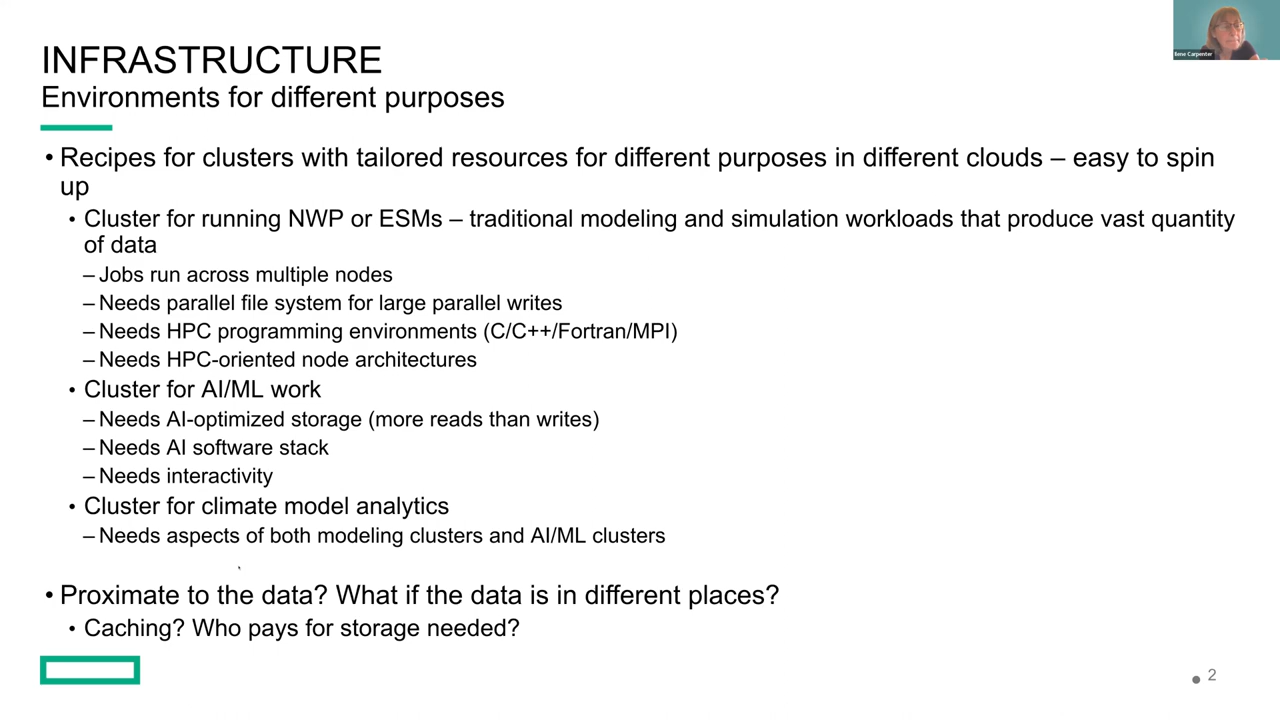 INFRASTRUCTURE
Environments for different purposes
• Recipes for clusters with tailored resources for different purposes in different clouds – easy to spin
up
• Cluster for running NWP or ESMs – traditional modeling and simulation workloads that produce vast quantity
of data
– Jobs run across multiple nodes
– Needs parallel file system for large parallel writes
– Needs HPC programming environments (C/C++/Fortran/MPI)
– Needs HPC-oriented node architectures
• Cluster for AI/ML work
– Needs AI-optimized storage (more reads than writes)
– Needs AI software stack
– Needs interactivity
• Cluster for climate model analytics
– Needs aspects of both modeling clusters and AI/ML clusters
• Proximate to the data? What if the data is in different places?
• Caching? Who pays for storage needed?
2
Ilene Carpenter